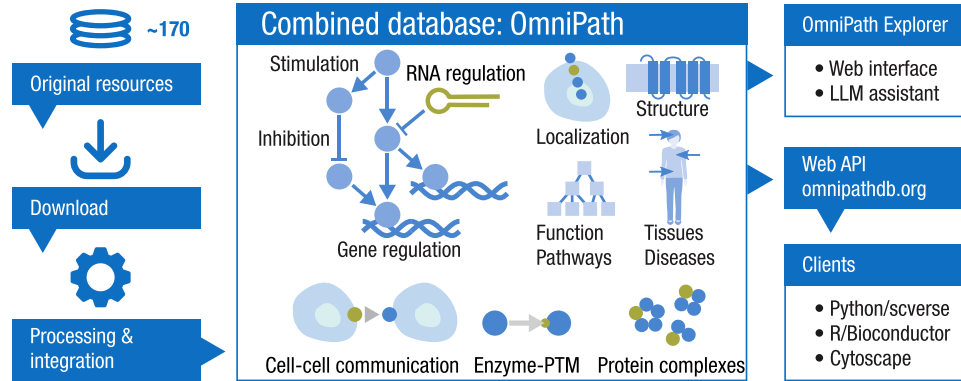 ~170
Original resources
Download
Processing &
integration
Combined database: OmniPath
Stimulation
RNA regulation
Inhibition
Gene regulation
Localization
Structure
Function
Pathways
Tissues
Diseases
Cell-cell communication
Enzyme-PTM
Protein complexes
OmniPath Explorer
• Web interface
• LLM assistant
Web API
omnipathdb.org
Clients
• Python/scverse
• R/Bioconductor
• Cytoscape